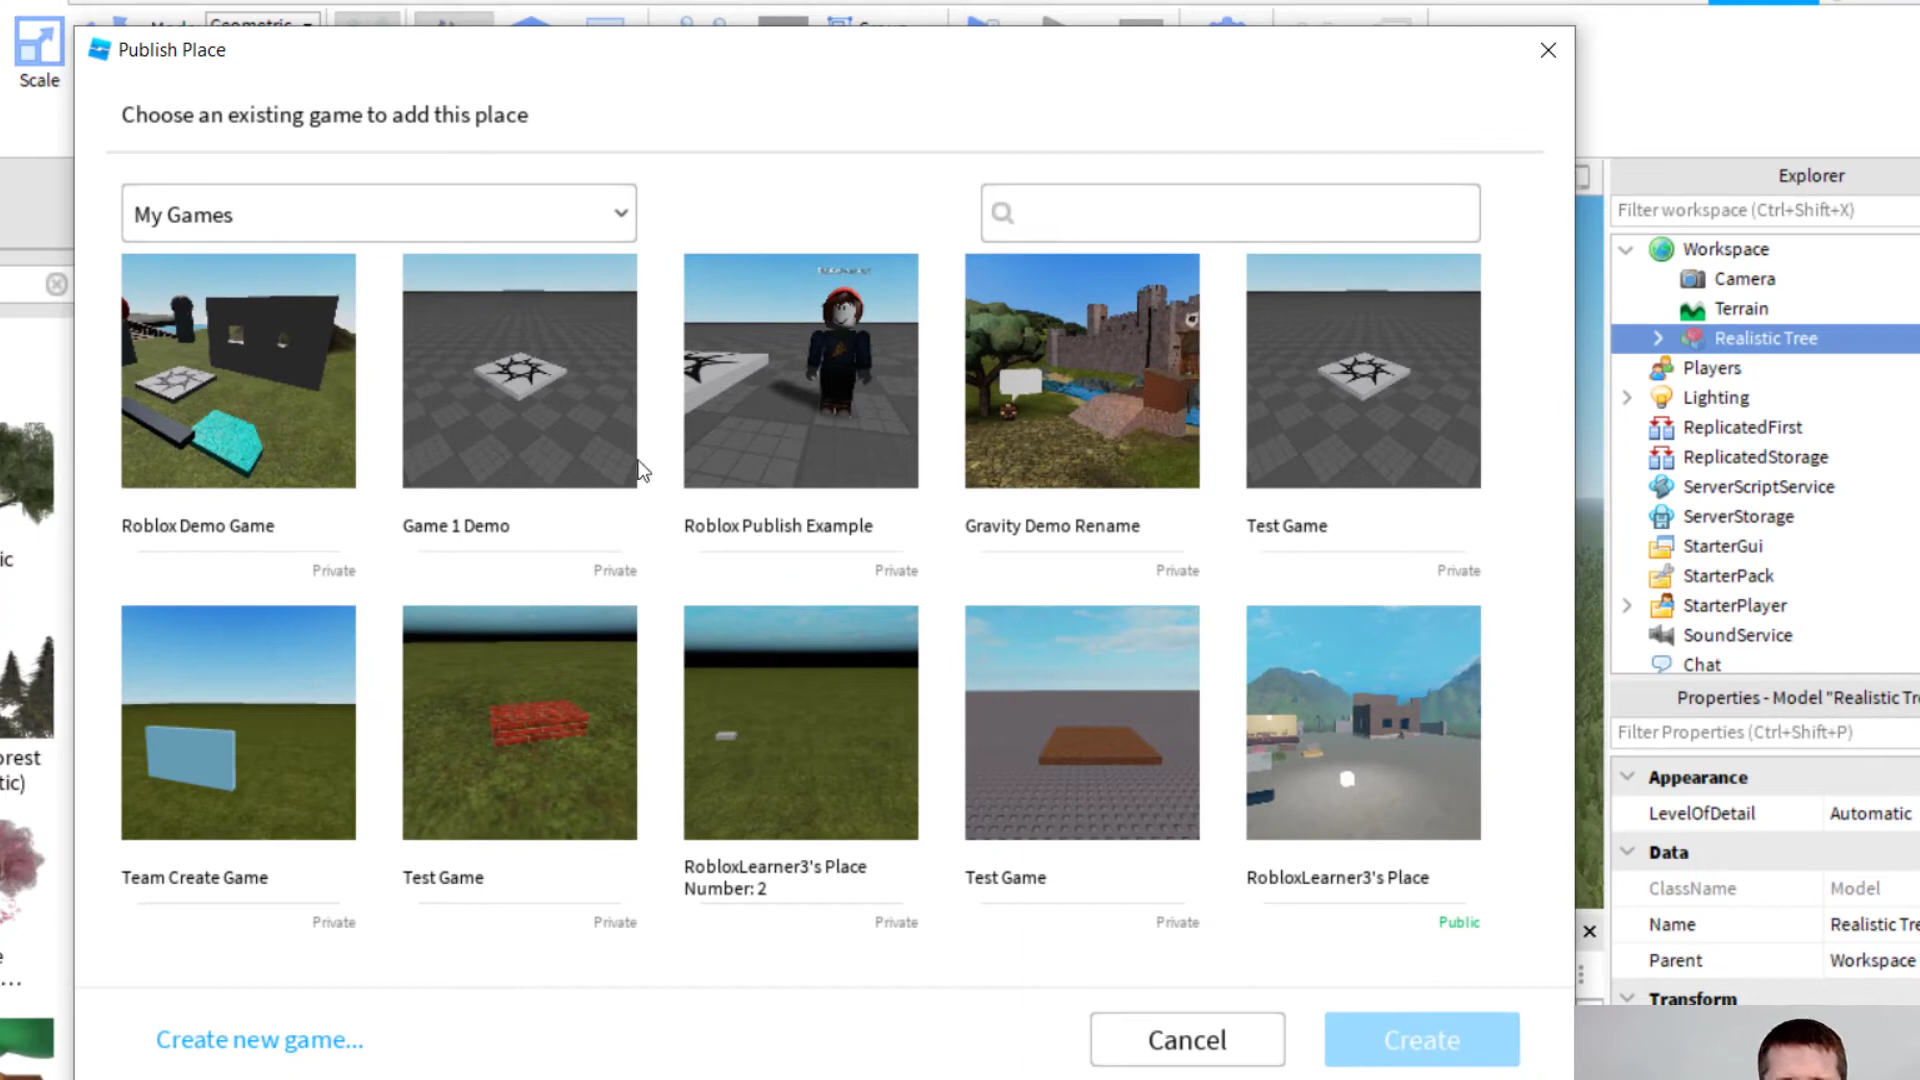 Geometric
Scale
Publish Place
Choose an existing game to add this place
My Games
Roblox Demo Game
Game 1 Demo
Roblox Publish Example
Gravity Demo Rename
Test Game
Private
Private
Private
Private
Private
Team Create Game
Test Game
RobloxLearner3's Place
Number: 2
Test Game
RobloxLearner3's Place
Private
Private
Private
Private
Public
Create new game...
Cancel
Create
Explorer
Filter workspace (Ctrl+Shift+X)
Workspace
Camera
Terrain
Realistic Tree
Players
Lighting
ReplicatedFirst
ReplicatedStorage
ServerScriptService
ServerStorage
StarterGui
StarterPack
StarterPlayer
SoundService
Chat
Properties - Model "Realistic Tre
Filter Properties (Ctrl+Shift+P)
Appearance
LevelOfDetail Automatic
Data
ClassName Model
Name Realistic Tre
Parent Workspace
Transform
ic
orest
tic)
e
...